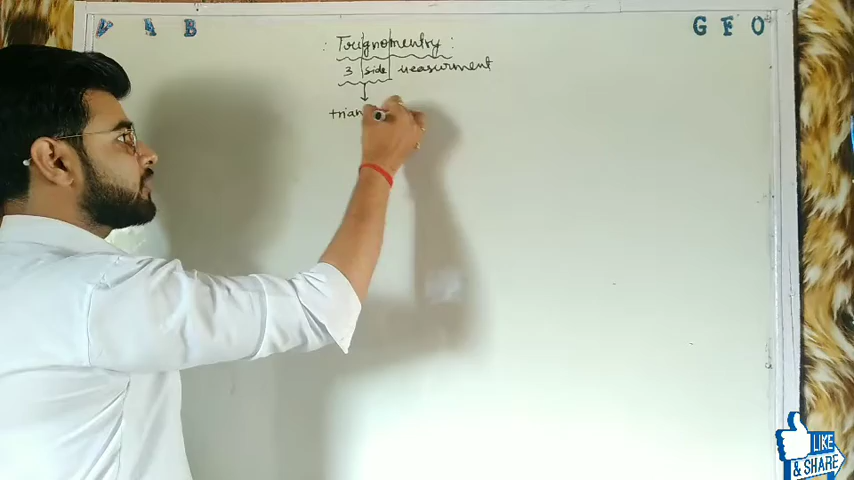 V A B
G F O
: Trignomentry :
3 side measurment
trian
LIKE
& SHARE